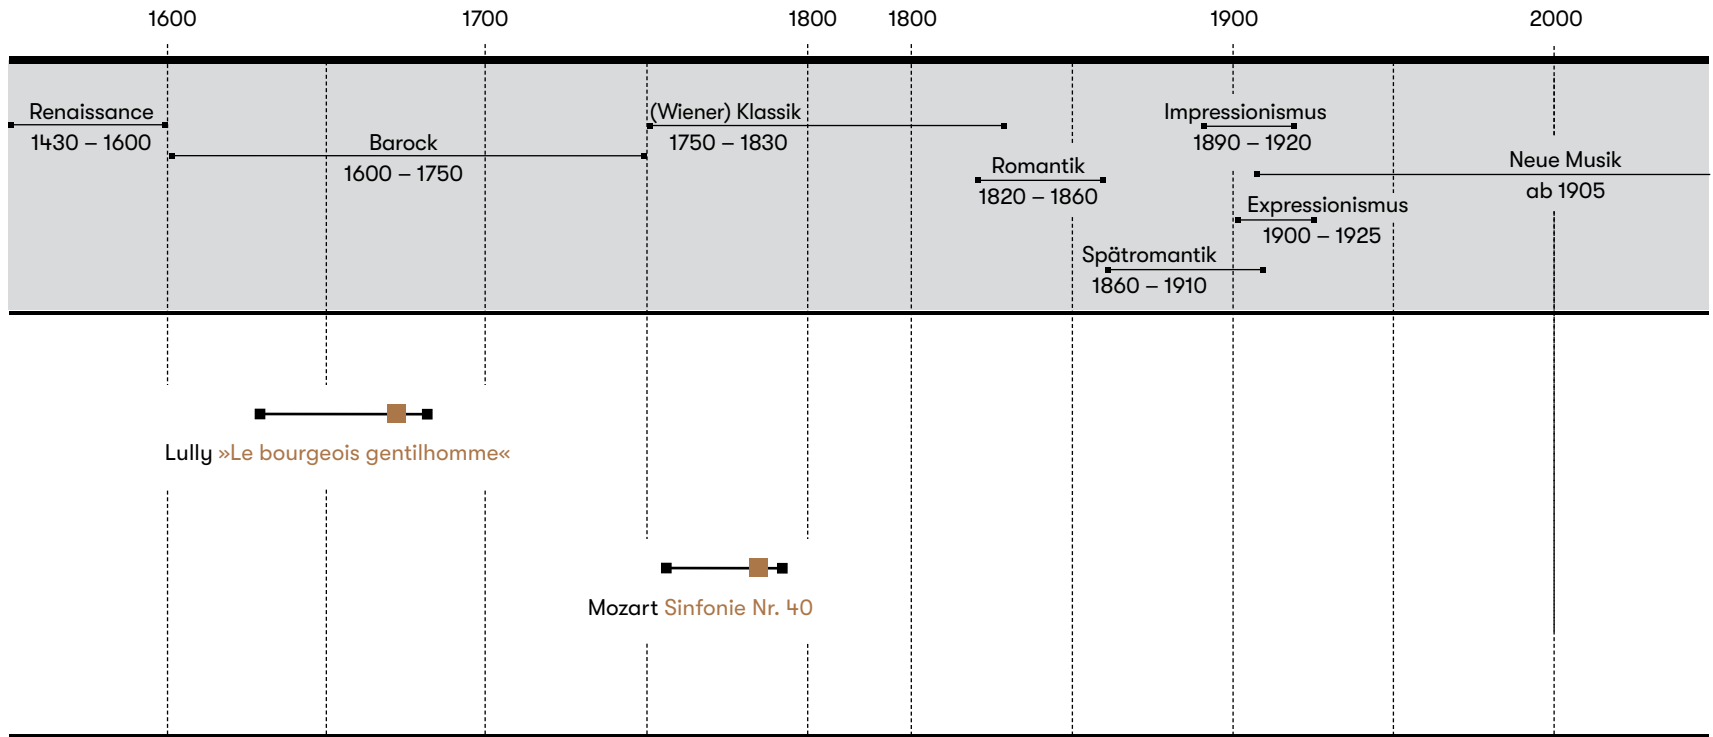 1600 1700 1800 1800 1900 2000
Renaissance
1430 – 1600
Barock
1600 – 1750
(Wiener) Klassik
1750 – 1830
Romantik
1820 – 1860
Impressionismus
1890 – 1920
Neue Musik
ab 1905
Expressionismus
1900 – 1925
Spätromantik
1860 – 1910
Lully »Le bourgeois gentilhomme«
Mozart Sinfonie Nr. 40